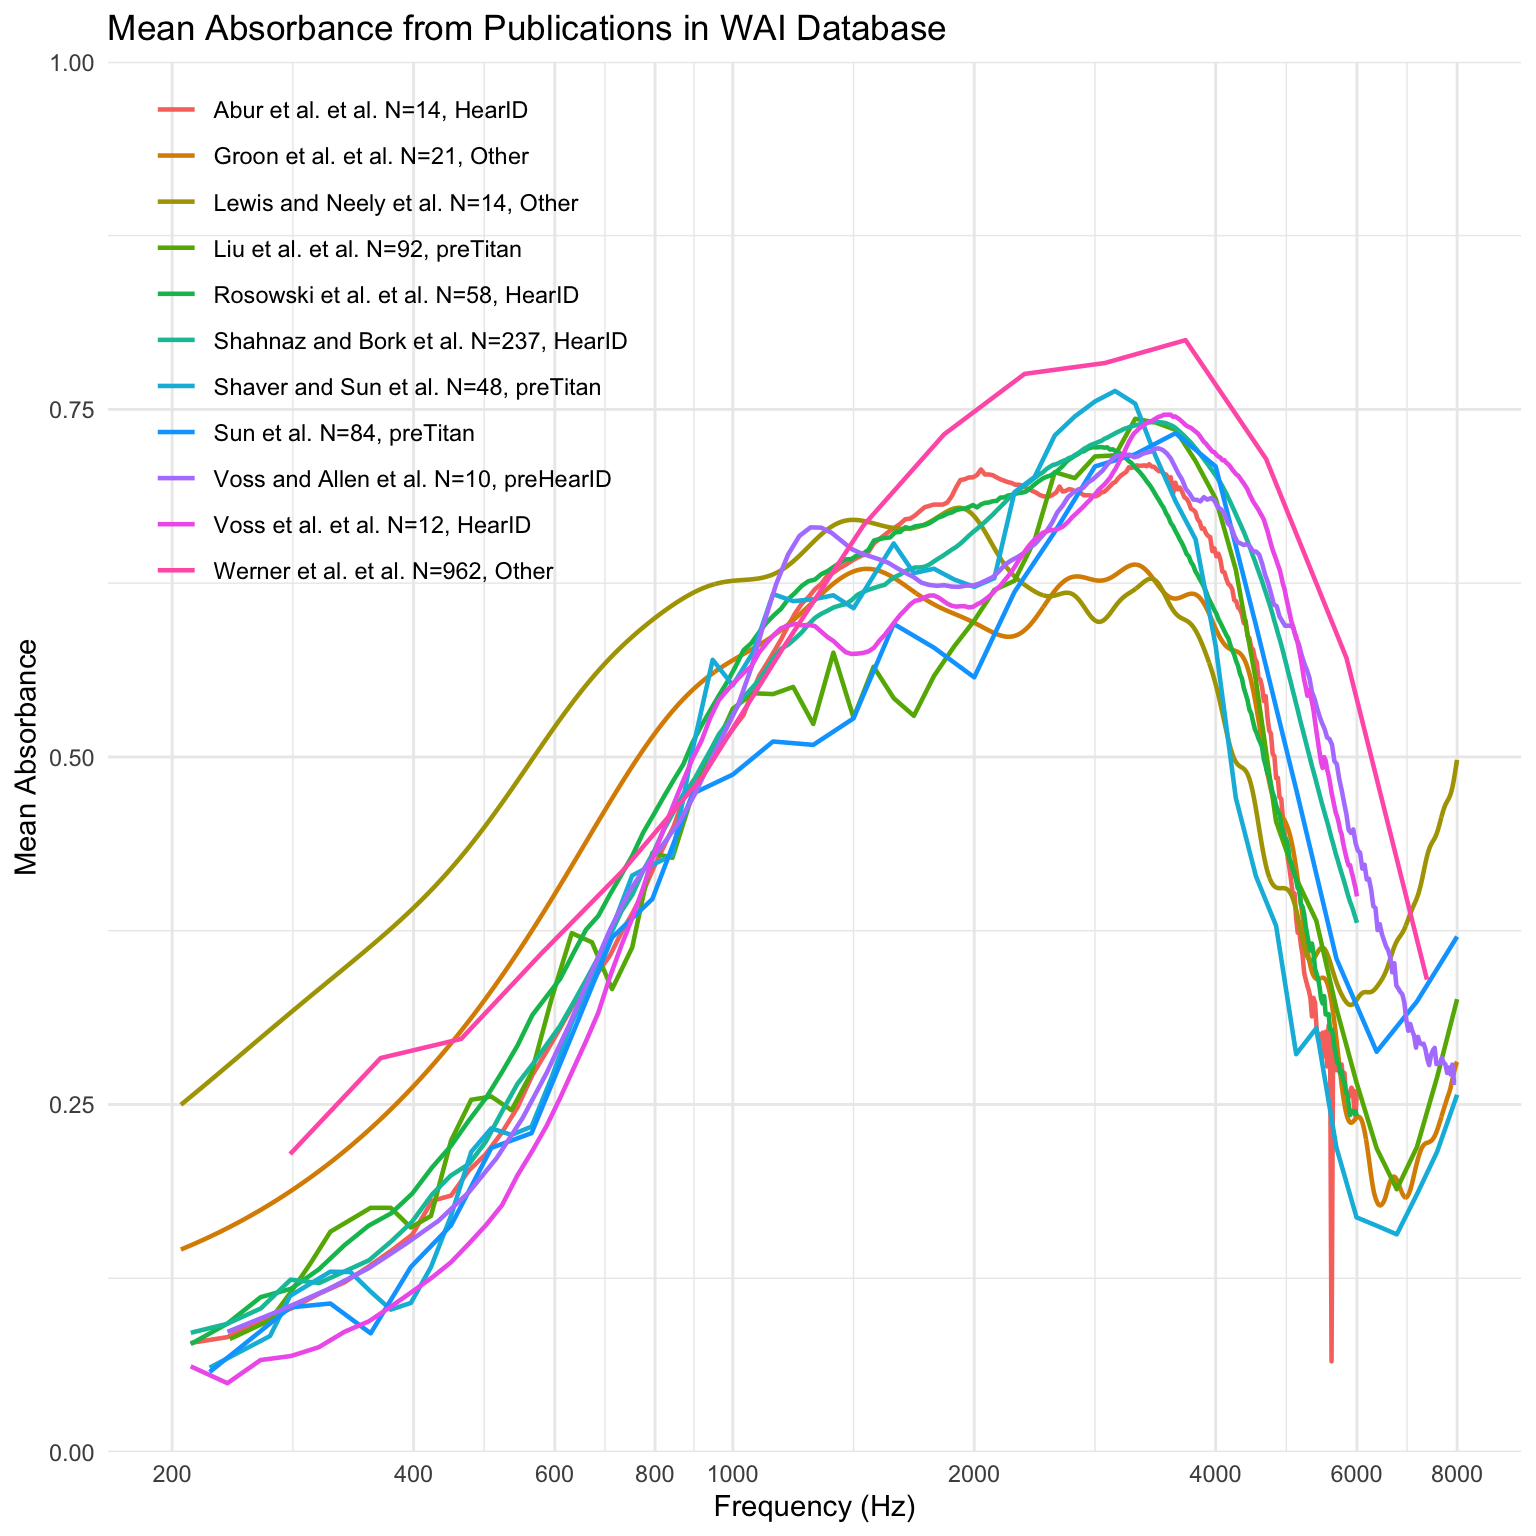 Mean Absorbance from Publications in WAI Database
1.00
0.75
0.50
0.25
0.00
Mean Absorbance
Abur et al. et al. N=14, HearID
Groon et al. et al. N=21, Other
Lewis and Neely et al. N=14, Other
Liu et al. et al. N=92, preTitan
Rosowski et al. et al. N=58, HearID
Shahnaz and Bork et al. N=237, HearID
Shaver and Sun et al. N=48, preTitan
Sun et al. N=84, preTitan
Voss and Allen et al. N=10, preHearID
Voss et al. et al. N=12, HearID
Werner et al. et al. N=962, Other
200 400 600 800 1000 2000 4000 6000 8000
Frequency (Hz)